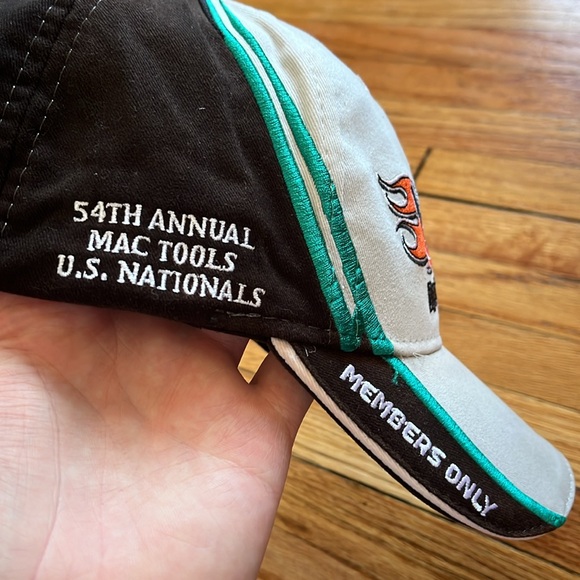 54TH ANNUAL
MAC TOOLS
U.S. NATIONALS
MEMBERS ONLY